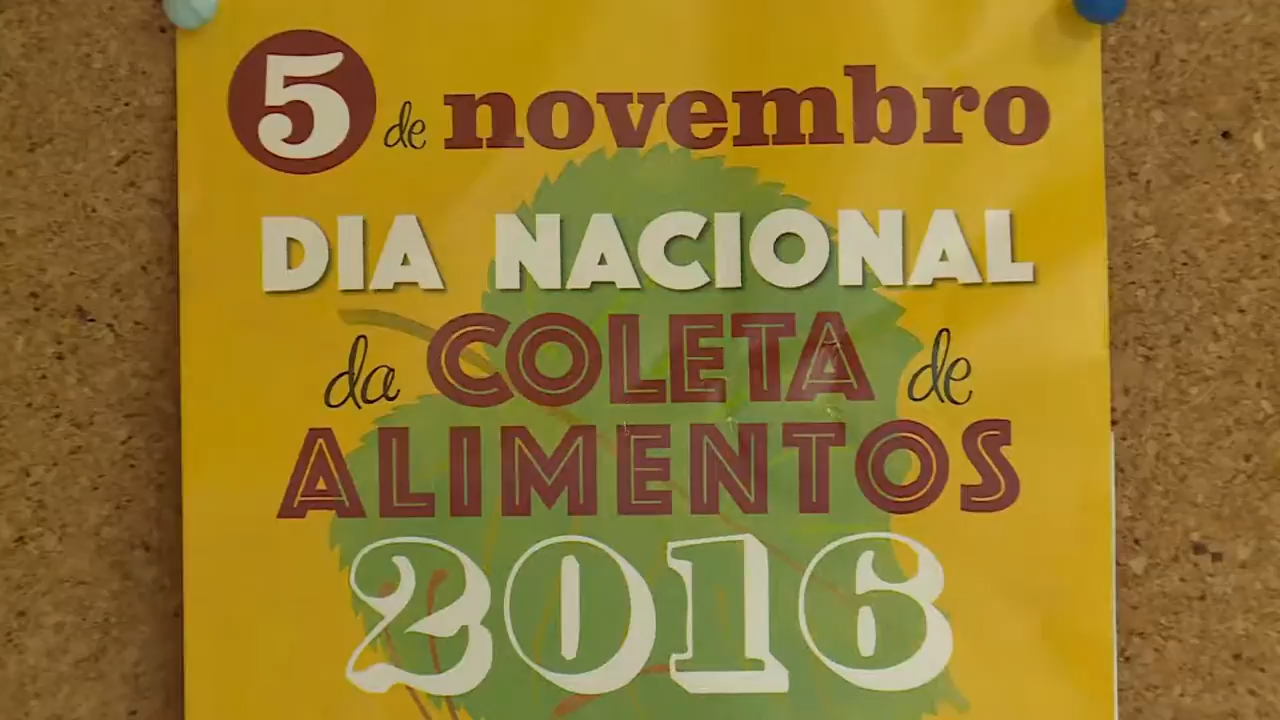 5 de novembro
DIA NACIONAL
da COLETA de
ALIMENTOS
2016